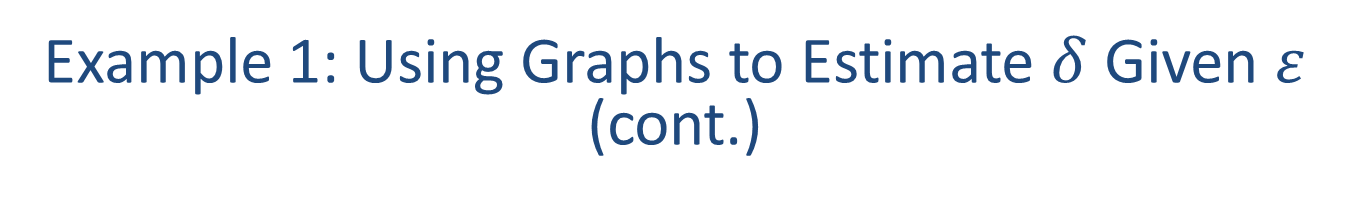 Example 1: Using Graphs to Estimate 𝛿 Given 𝜀
(cont.)